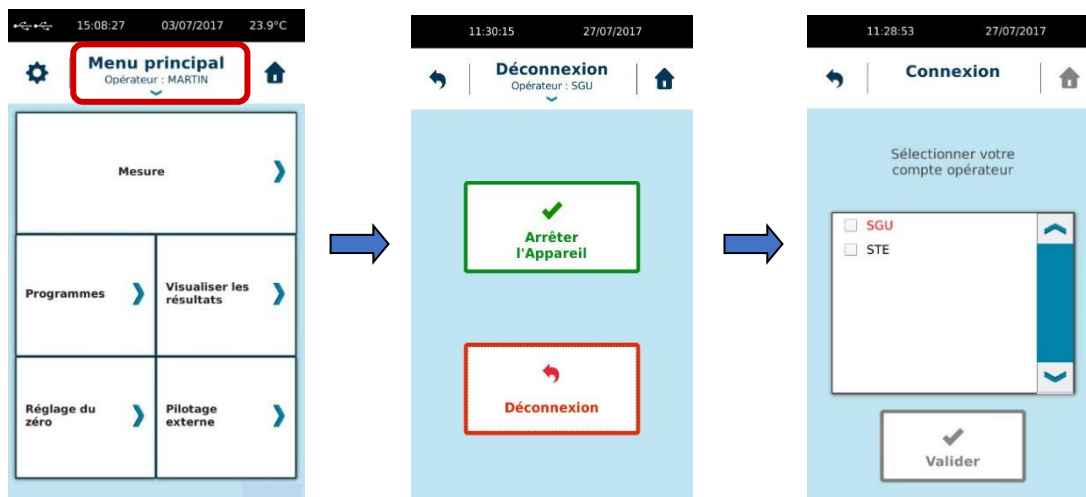 15:08:27 03/07/2017 23.9°C
Menu principal
Opérateur : MARTIN
Mesure
Programmes
Visualiser les
résultats
Réglage du
zéro
Pilotage
externe
11:30:15 27/07/2017
Déconnexion
Opérateur : SGU
Arrêter
l'Appareil
Déconnexion
11:28:53 27/07/2017
Connexion
Sélectionner votre
compte opérateur
SGU
STE
Valider